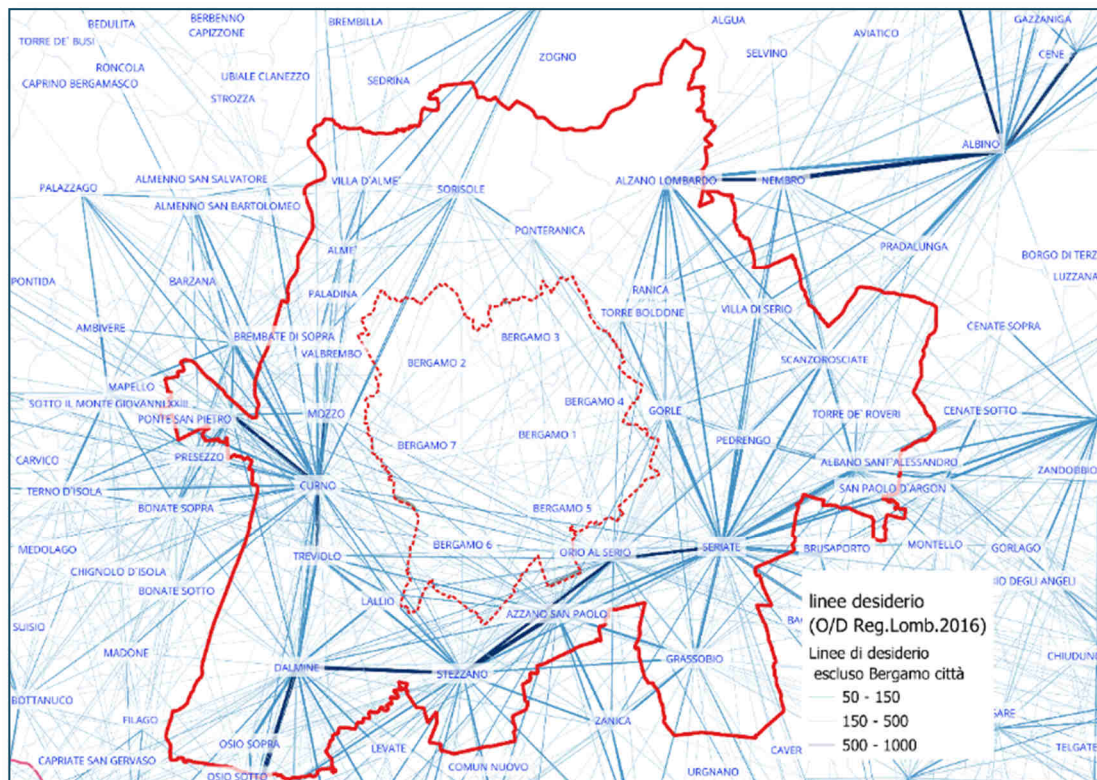 BEDULITA
BERBENNO
CAPIZZONE
BREMBILLA
ALGUA
GAZZANIGA
TORRE DE` BUSI
AVIATICO
SELVINO
CENE
ZOGNO
RONCOLA
CAPRINO BERGAMASCO
UBIALE CLANEZZO
SEDRINA
STROZZA
ALBINO
ALMENNO SAN SALVATORE
VILLA D`ALME`
SORISOLE
ALZANO LOMBARDO
NEMBRO
PALAZZAGO
ALMENNO SAN BARTOLOMEO
PONTERANICA
ALME`
PRADALUNGA
BORGO DI TERZ
PONTIDA
BARZANA
LUZZANA
PALADINA
RANICA
TORRE BOLDONE
VILLA DI SERIO
AMBIVERE
BREMBATE DI SOPRA
BERGAMO 3
CENATE SOPRA
VALBREMBO
BERGAMO 2
SCANZOROSCIATE
MAPELLO
SOTTO IL MONTE GIOVANNI XXIII
BERGAMO 4
PONTE SAN PIETRO
MOZZO
GORLE
TORRE DE` ROVERI
CENATE SOTTO
BERGAMO 7
BERGAMO 1
PEDRENGO
CARVICO
PRESEZZO
ALBANO SANT`ALESSANDRO
ZANDOBBIO
TERNO D`ISOLA
CURNO
SAN PAOLO D`ARGON
BONATE SOPRA
BERGAMO 5
MEDOLAGO
TREVIOLO
BERGAMO 6
ORIO AL SERIO
SERIATE
BRUSAPORTO
MONTELLO
GORLAGO
CHIGNOLO D`ISOLA
BONATE SOTTO
LALLIO
IO DEGLI ANGELI
AZZANO SAN PAOLO
SUISIO
MADONE
DALMINE
STEZZANO
GRASSOBIO
CHIUDUNO
BOTTANUCO
FILAGO
ZANICA
OSIO SOPRA
LEVATE
SARE
CAVER
TELGATE
CAPRIATE SAN GERVASO
OSIO SOTTO
COMUN NUOVO
URGNANO
linee desiderio
(O/D Reg.Lomb.2016)
Linee di desiderio
escluso Bergamo città
50 - 150
150 - 500
500 - 1000